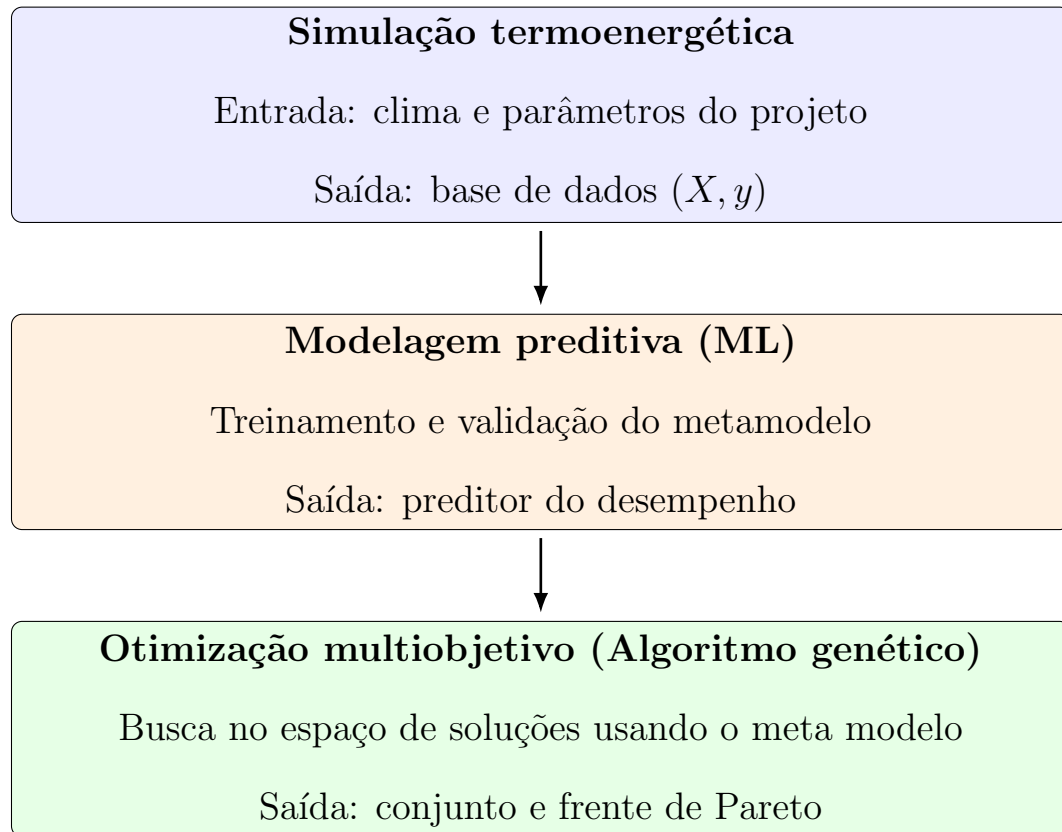 Simulação termoenergética
Entrada: clima e parâmetros do projeto
Saída: base de dados (X, y)
Modelagem preditiva (ML)
Treinamento e validação do metamodelo
Saída: preditor do desempenho
Otimização multiobjetivo (Algoritmo genético)
Busca no espaço de soluções usando o meta modelo
Saída: conjunto e frente de Pareto